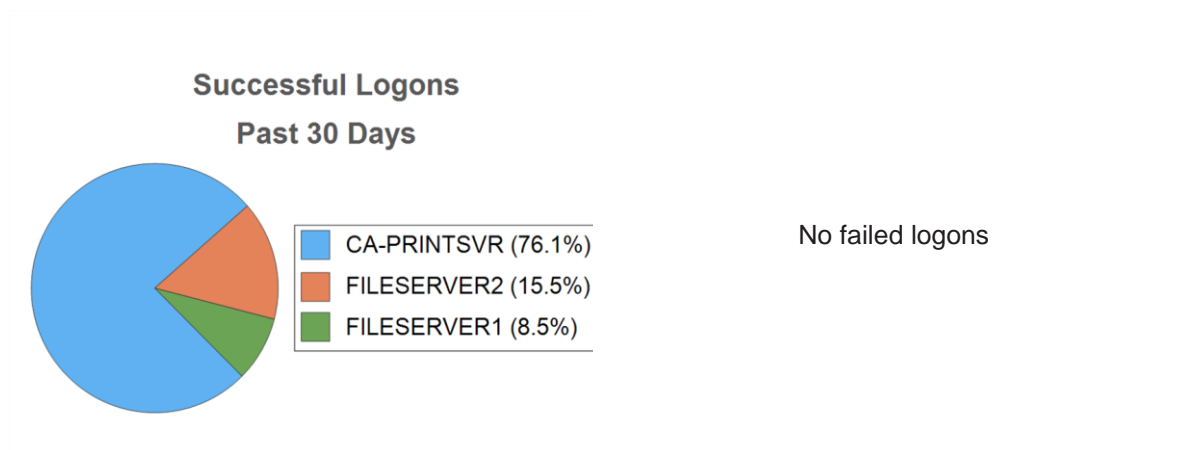 Successful Logons
Past 30 Days
CA-PRINTSVR (76.1%)
FILESERVER2 (15.5%)
FILESERVER1 (8.5%)
No failed logons